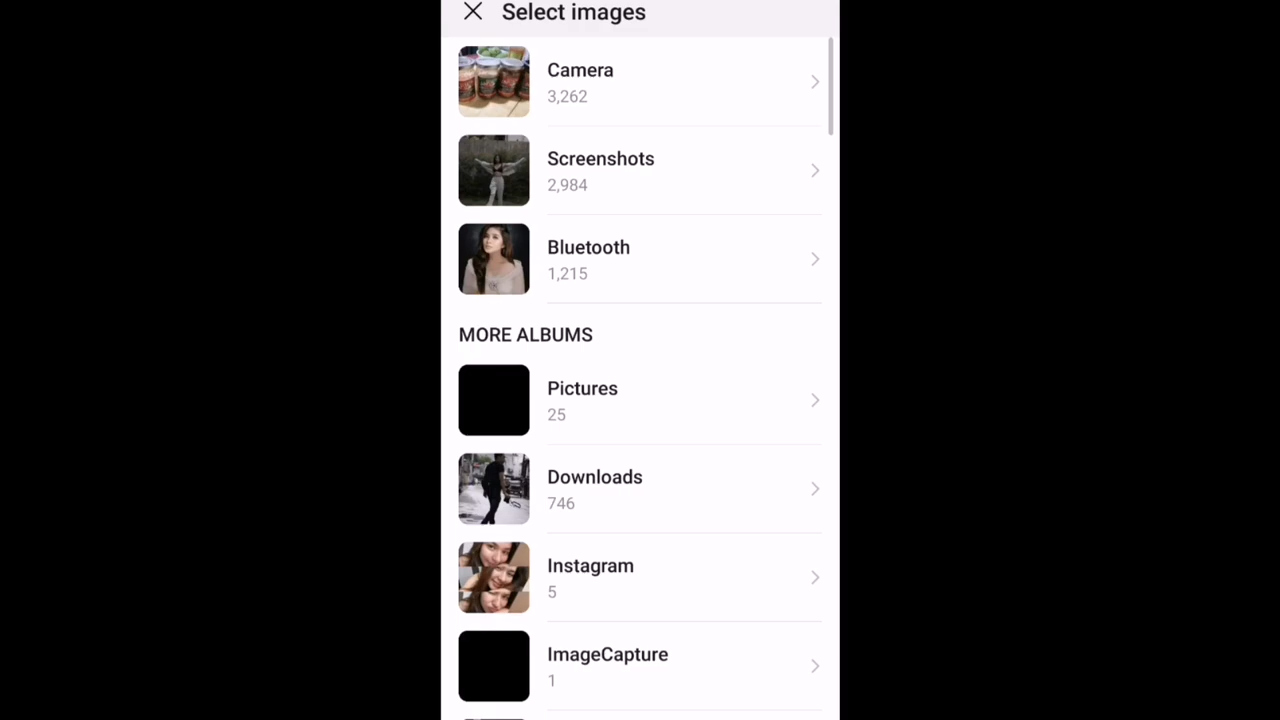 Select images
Camera
3,262
Screenshots
2,984
Bluetooth
1,215
MORE ALBUMS
Pictures
25
Downloads
746
Instagram
5
ImageCapture
1